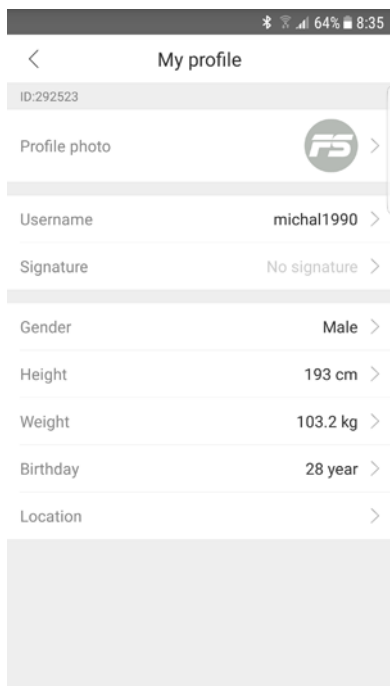 64% 8:35
My profile
ID:292523
Profile photo FS
Username michal1990
Signature No signature
Gender Male
Height 193 cm
Weight 103.2 kg
Birthday 28 year
Location